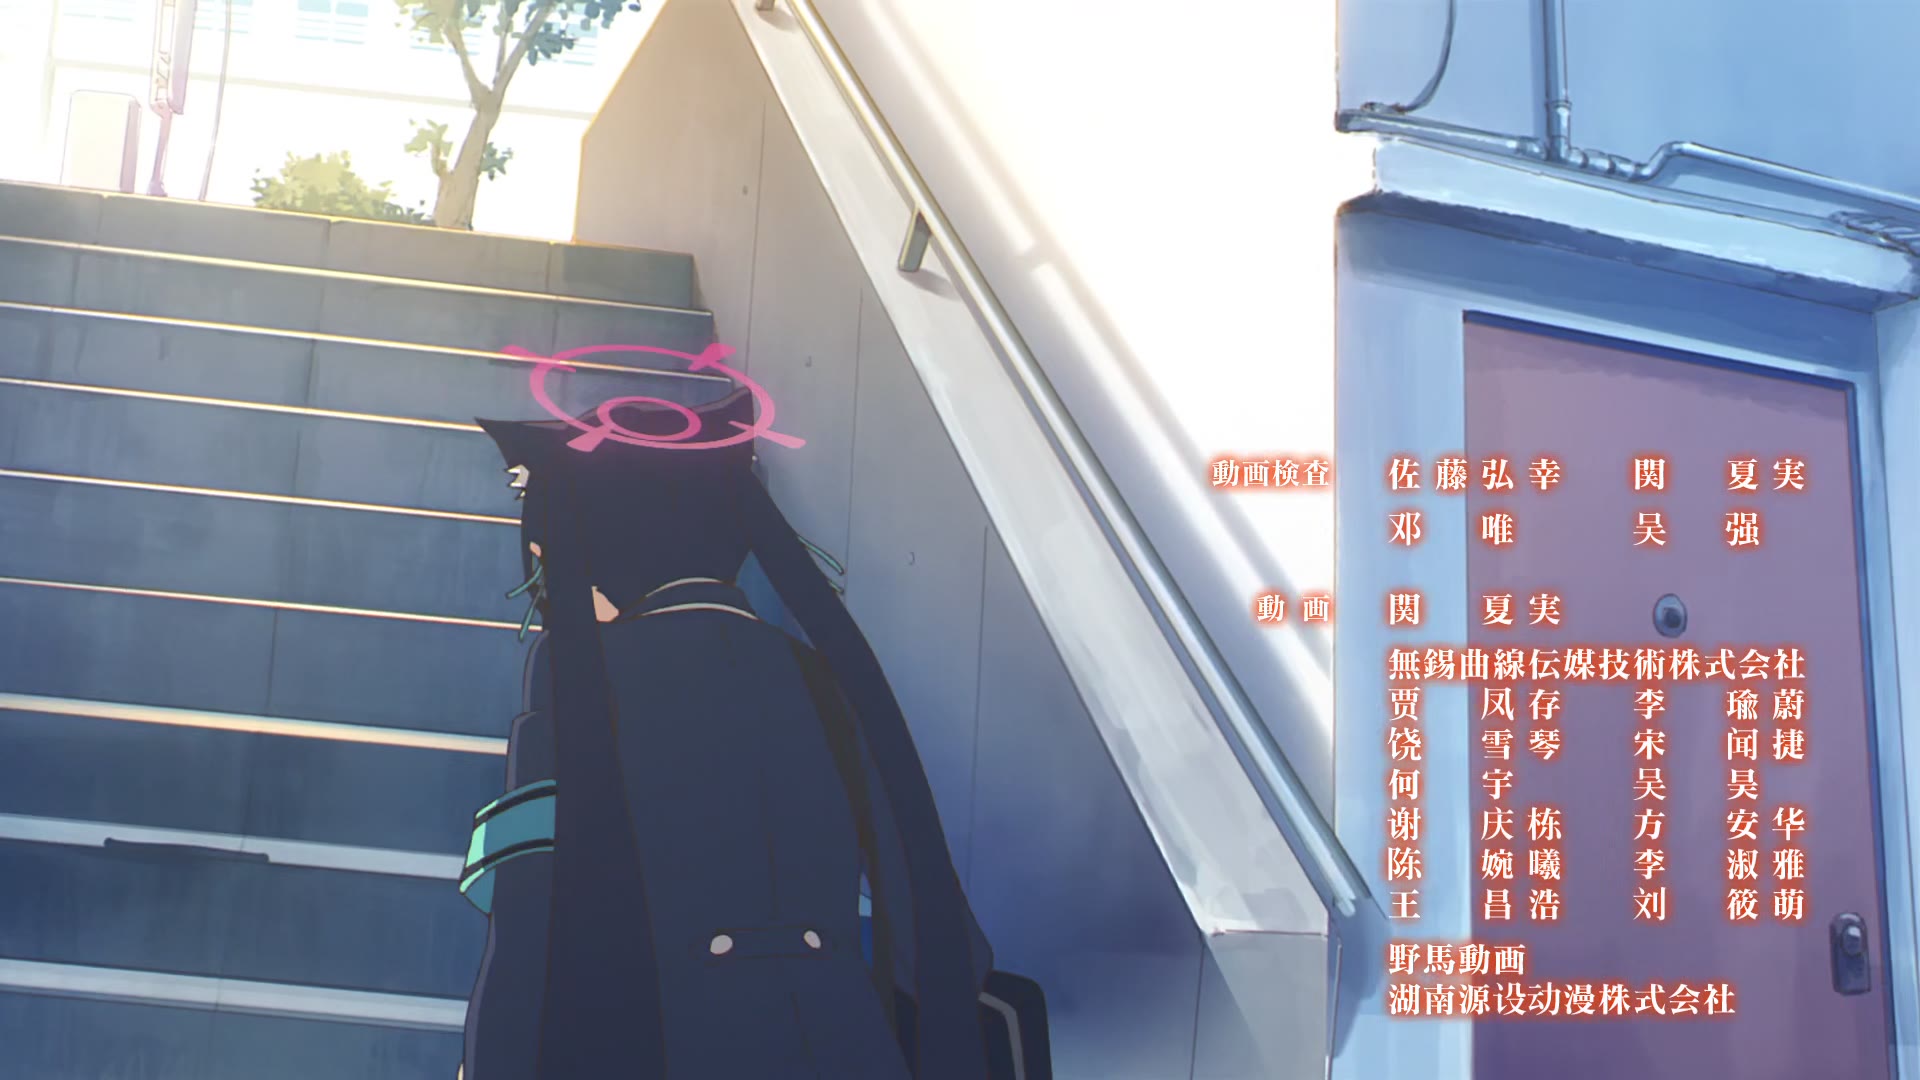 動画検査 佐藤弘幸 関夏実
邓唯 吴强
動画 関夏実
無錫曲線伝媒技術株式会社
贾凤存 李瑜蔚
饶雪琴 宋闻捷
何宇 吴昊
谢庆栋 方安华
陈婉曦 李淑雅
王昌浩 刘筱萌
野馬動画
湖南源设动漫株式会社